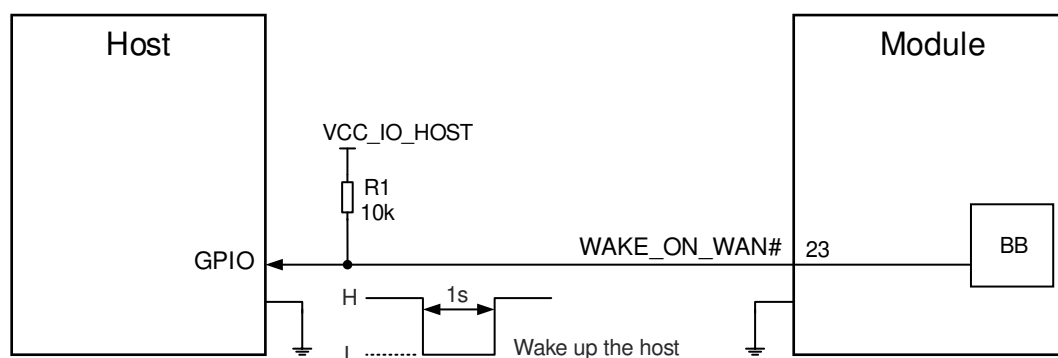 Host
Module
VCC_IO_HOST
R1
10k
GPIO
WAKE_ON_WAN#
23
BB
H
1s
L
Wake up the host